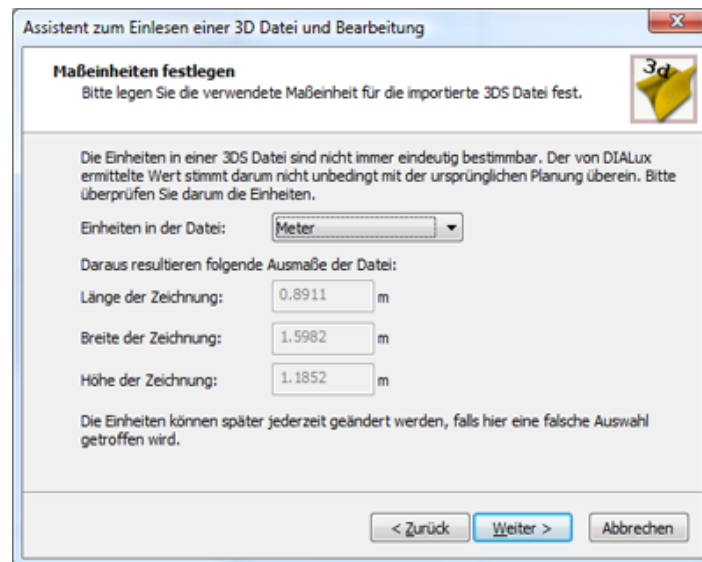 Assistent zum Einlesen einer 3D Datei und Bearbeitung
Maßeinheiten festlegen
Bitte legen Sie die verwendete Maßeinheit für die importierte 3DS Datei fest.
3d
Die Einheiten in einer 3DS Datei sind nicht immer eindeutig bestimmbar. Der von DIALux
ermittelte Wert stimmt darum nicht unbedingt mit der ursprünglichen Planung überein. Bitte
überprüfen Sie darum die Einheiten.
Einheiten in der Datei: Meter
Daraus resultieren folgende Ausmaße der Datei:
Länge der Zeichnung: 0.8911 m
Breite der Zeichnung: 1.5982 m
Höhe der Zeichnung: 1.1852 m
Die Einheiten können später jederzeit geändert werden, falls hier eine falsche Auswahl
getroffen wird.
< Zurück Weiter > Abbrechen